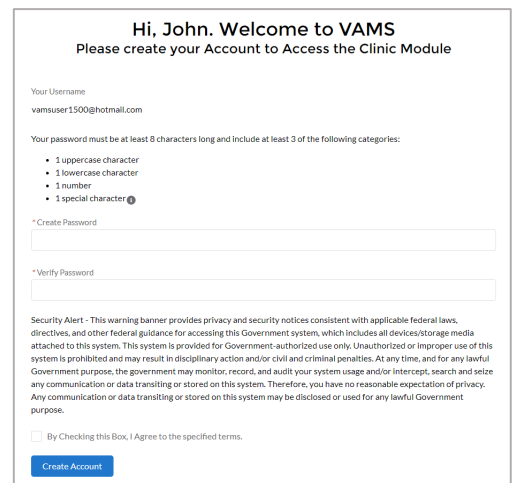 Hi, John. Welcome to VAMS
Please create your Account to Access the Clinic Module
Your Username
vamsuser1500@hotmail.com
Your password must be at least 8 characters long and include at least 3 of the following categories:
• 1 uppercase character
• 1 lowercase character
• 1 number
• 1 special character
* Create Password
* Verify Password
Security Alert - This warning banner provides privacy and security notices consistent with applicable federal laws,
directives, and other federal guidance for accessing this Government system, which includes all devices/storage media
attached to this system. This system is provided for Government-authorized use only. Unauthorized or improper use of this
system is prohibited and may result in disciplinary action and/or civil and criminal penalties. At any time, and for any lawful
Government purpose, the government may monitor, record, and audit your system usage and/or intercept, search and seize
any communication or data transiting or stored on this system. Therefore, you have no reasonable expectation of privacy.
Any communication or data transiting or stored on this system may be disclosed or used for any lawful Government
purpose.
By Checking this Box, I Agree to the specified terms.
Create Account